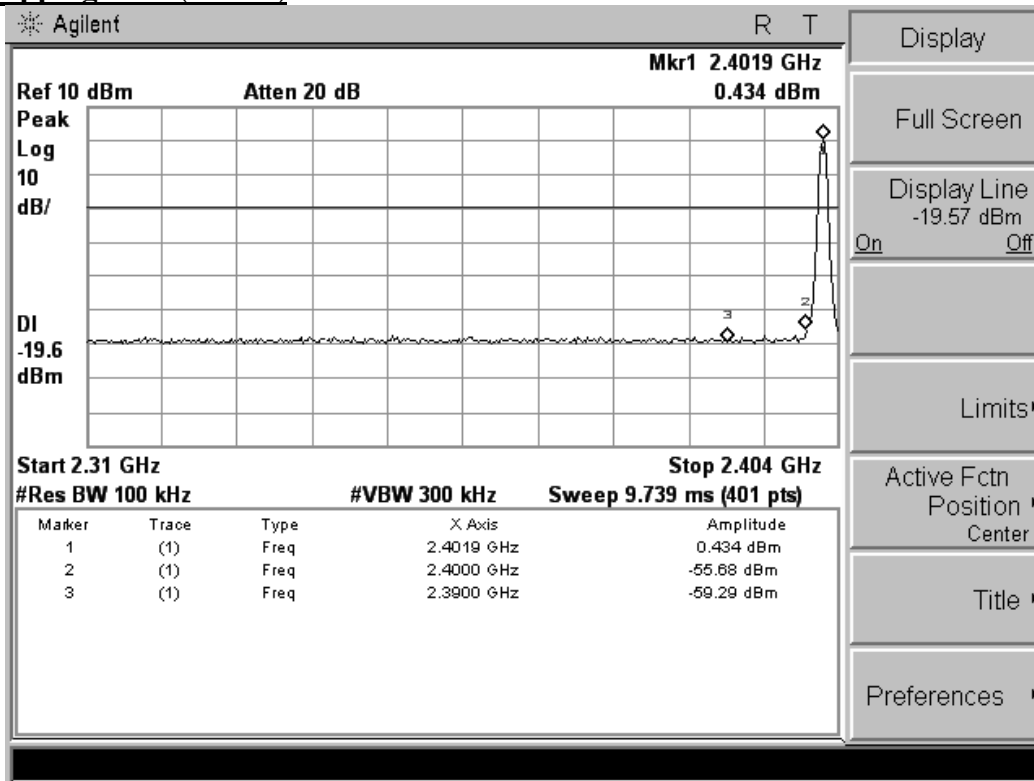 Agilent R T
Mkr1 2.4019 GHz
Ref 10 dBm Atten 20 dB 0.434 dBm
Peak
Log
10
dB/
1
2
3
DI
-19.6
dBm
Start 2.31 GHz Stop 2.404 GHz
#Res BW 100 kHz #VBW 300 kHz Sweep 9.739 ms (401 pts)
Marker Trace Type X Axis Amplitude
1 (1) Freq 2.4019 GHz 0.434 dBm
2 (1) Freq 2.4000 GHz -55.68 dBm
3 (1) Freq 2.3900 GHz -59.29 dBm
Display
Full Screen
Display Line
-19.57 dBm
On Off
Limits
Active Fctn
Position
Center
Title
Preferences